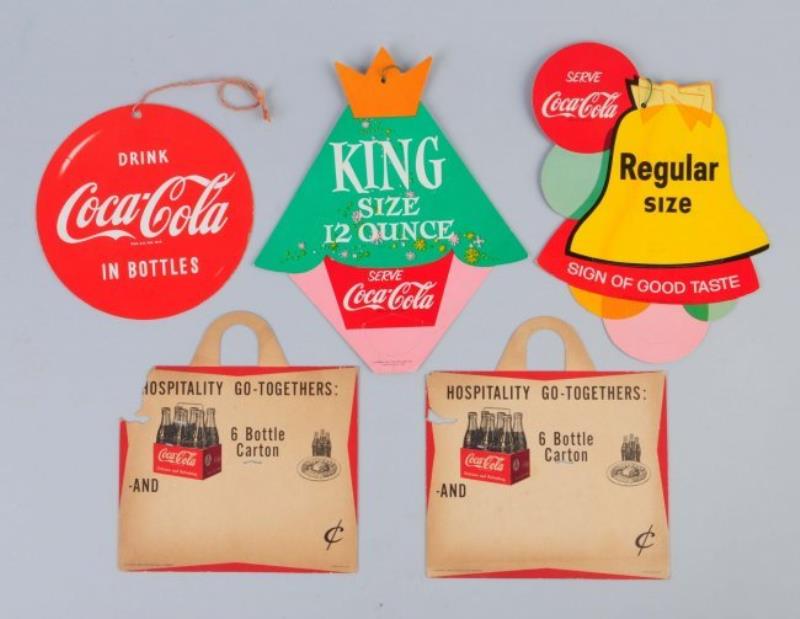 DRINK
Coca-Cola
IN BOTTLES
KING
SIZE
12 OUNCE
SERVE
Coca-Cola
SERVE
Coca-Cola
Regular
SIZE
SIGN OF GOOD TASTE
HOSPITALITY GO-TOGETHERS:
6 Bottle
Carton
Coca-Cola
-AND
¢
HOSPITALITY GO-TOGETHERS:
6 Bottle
Carton
Coca-Cola
-AND
¢